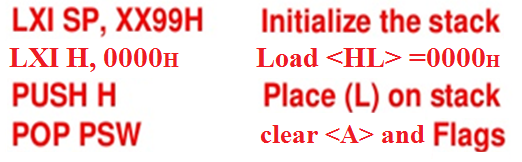 LXI SP, XX99H Initialize the stack
LXI H, 0000H Load <HL> =0000H
PUSH H Place (L) on stack
POP PSW clear <A> and Flags